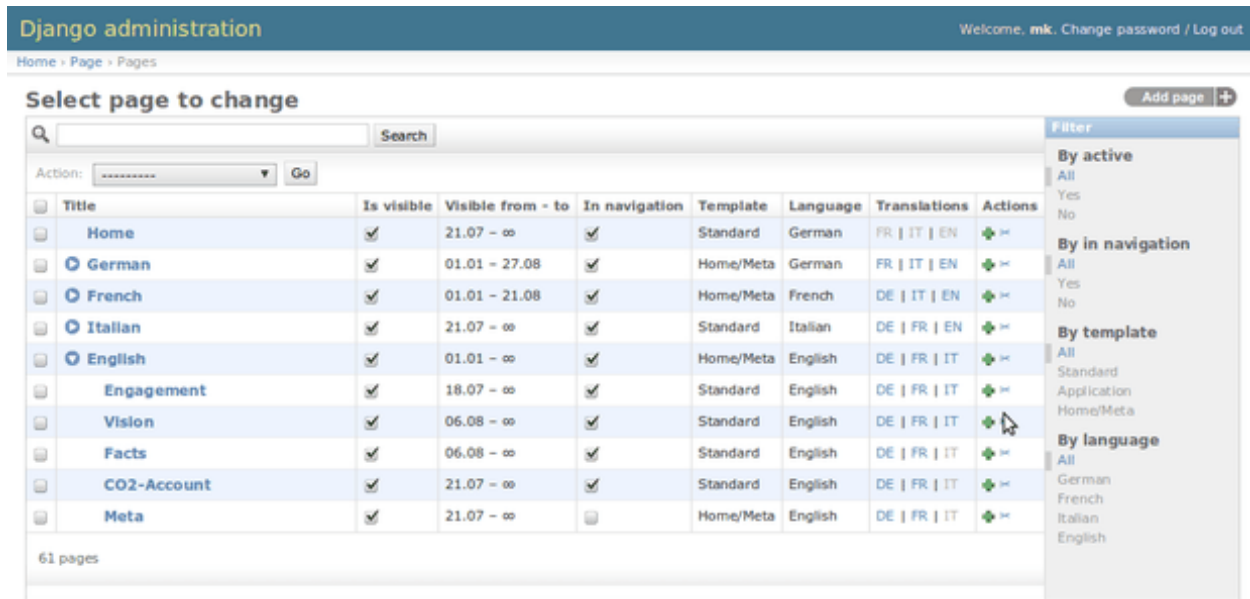 Django administration
Welcome, mk. Change password / Log out
Home › Page › Pages
Select page to change
Add page
Search
Action: --------- Go
Title Is visible Visible from - to In navigation Template Language Translations Actions
Home 21.07 – ∞ Standard German FR | IT | EN
German 01.01 – 27.08 Home/Meta German FR | IT | EN
French 01.01 – 21.08 Home/Meta French DE | IT | EN
Italian 21.07 – ∞ Standard Italian DE | FR | EN
English 01.01 – ∞ Home/Meta English DE | FR | IT
Engagement 18.07 – ∞ Standard English DE | FR | IT
Vision 06.08 – ∞ Standard English DE | FR | IT
Facts 06.08 – ∞ Standard English DE | FR | IT
CO2-Account 21.07 – ∞ Standard English DE | FR | IT
Meta 21.07 – ∞ Home/Meta English DE | FR | IT
61 pages
Filter
By active
All
Yes
No
By in navigation
All
Yes
No
By template
All
Standard
Application
Home/Meta
By language
All
German
French
Italian
English